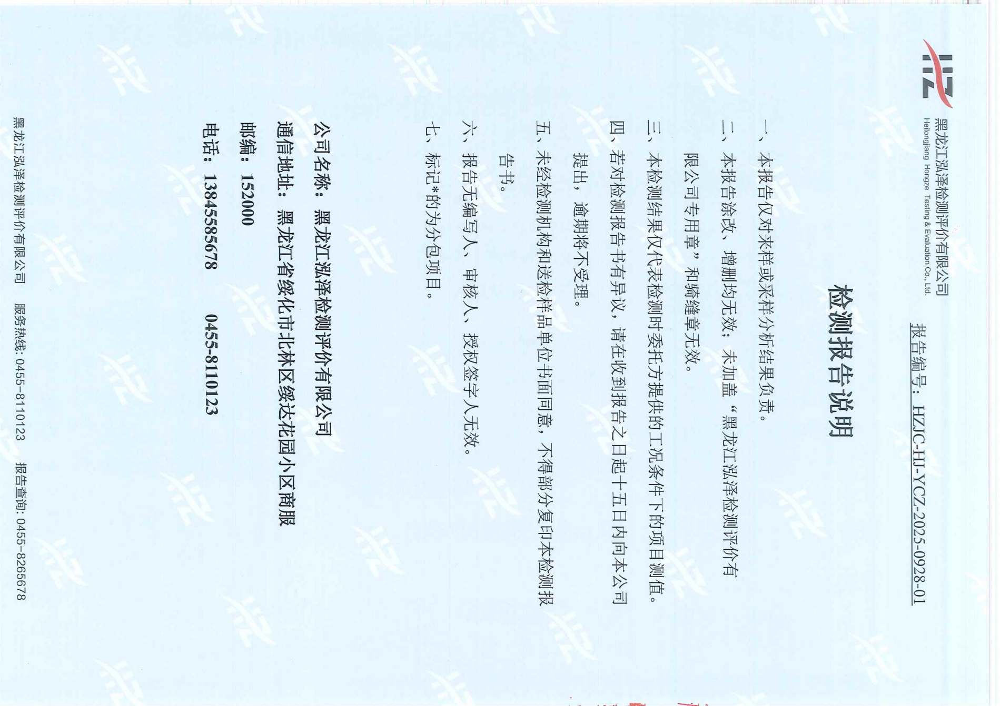 黑龙江泓泽检测评价有限公司
Heilongjiang Hongze Testing & Evaluation Co., Ltd.
报告编号：HZJC-HJ-YCZ-2025-0928-01
检测报告说明
一、本报告仅对来样或采样分析结果负责。
二、本报告涂改、增删均无效；未加盖“黑龙江泓泽检测评价有
限公司专用章”和骑缝章无效。
三、本检测结果仅代表检测时委托方提供的工况条件下的项目测值。
四、若对检测报告书有异议，请在收到报告之日起十五日内向本公司
提出，逾期将不受理。
五、未经检测机构和送检样品单位书面同意，不得部分复印本检测报
告书。
六、报告无编写人、审核人、授权签字人无效。
七、标记*的为分包项目。
公司名称：黑龙江泓泽检测评价有限公司
通信地址：黑龙江省绥化市北林区绥达花园小区商服
邮编：152000
电话：13845585678 0455-8110123
黑龙江泓泽检测评价有限公司 服务热线: 0455-8110123 报告查询: 0455-8265678